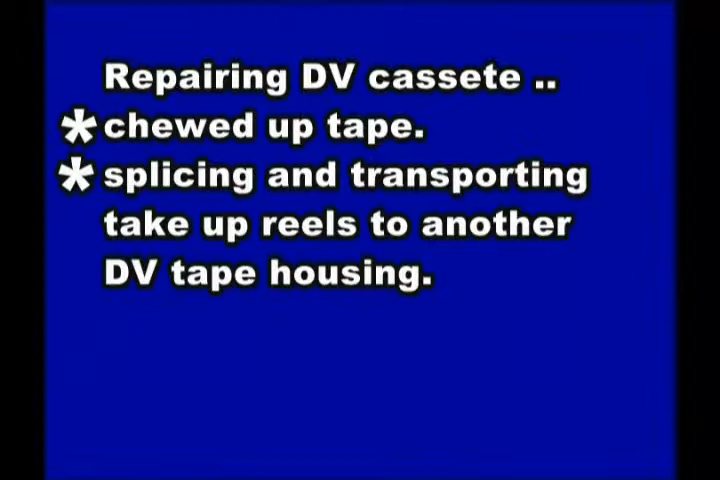 Repairing DV cassete ..
* chewed up tape.
* splicing and transporting
take up reels to another
DV tape housing.